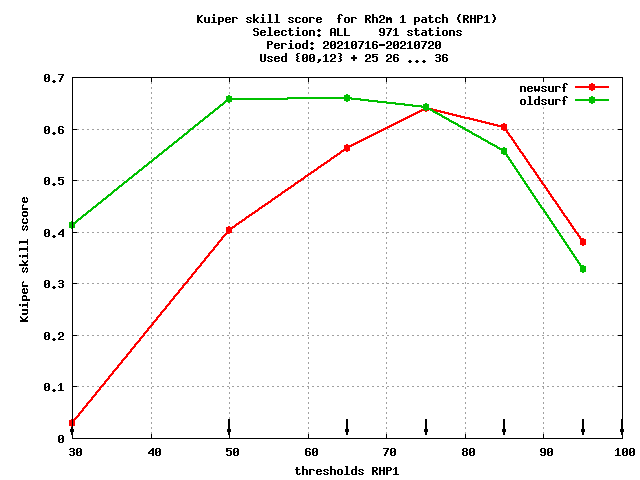 Kuiper skill score  for Rh2m 1 patch (RHP1)
Selection: ALL    971 stations
Period: 20210716-20210720
Used {00,12} + 25 26 ... 36
newsurf
oldsurf
Kuiper skill score
0.7
0.6
0.5
0.4
0.3
0.2
0.1
0
30 40 50 60 70 80 90 100
thresholds RHP1